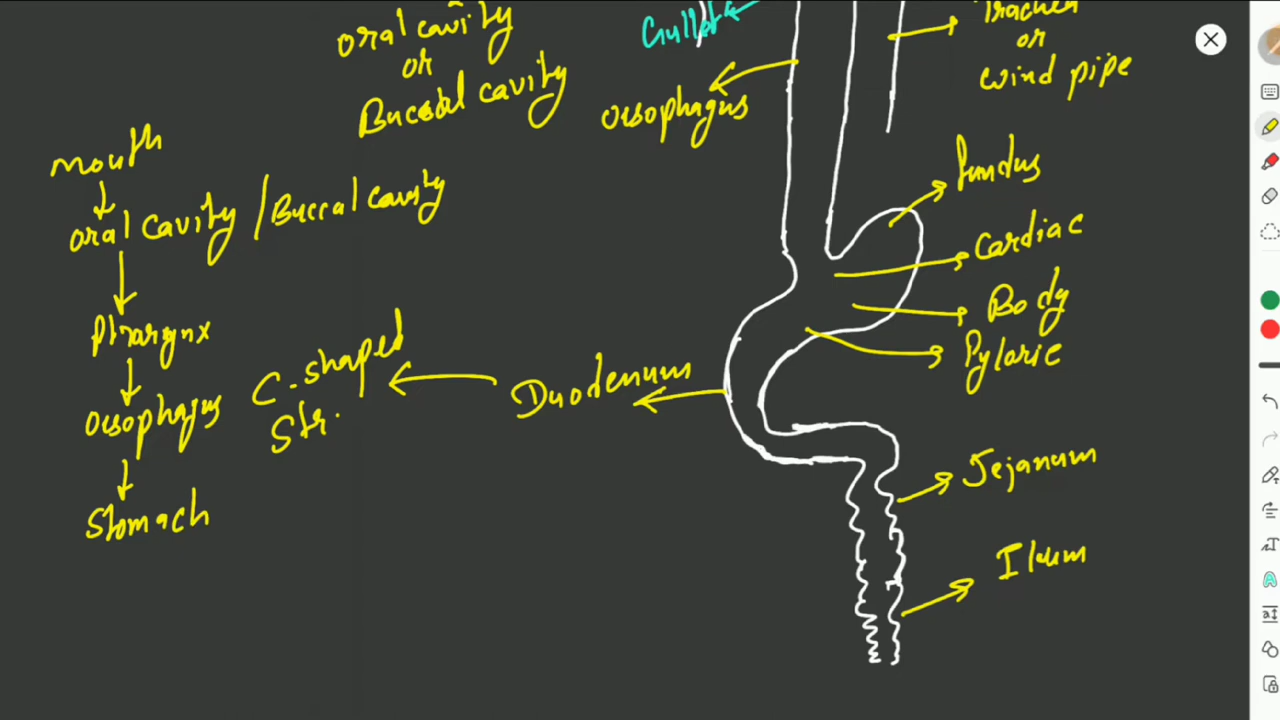 Oral cavity
or
Buccal cavity
Gullet
Trachea
or
wind pipe
Oesophagus
Mouth
Oral cavity / Buccal cavity
Pharynx
Oesophagus
Stomach
C-shaped
Str.
Duodenum
fundus
Cardiac
Body
Pyloric
Jejanum
Ileum